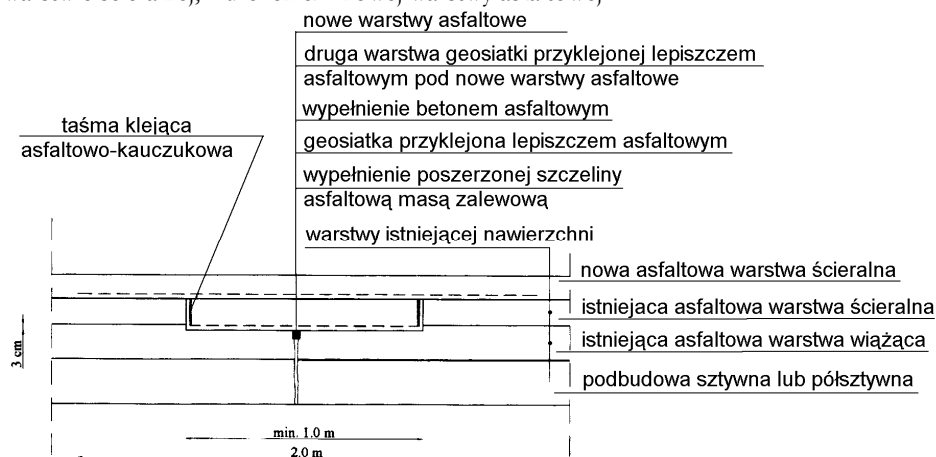 nowe warstwy asfaltowe
druga warstwa geosiatki przyklejonej lepiszczem
asfaltowym pod nowe warstwy asfaltowe
wypełnienie betonem asfaltowym
taśma klejąca
asfaltowo-kauczukowa
geosiatka przyklejona lepiszczem asfaltowym
wypełnienie poszerzonej szczeliny
asfaltową masą zalewową
warstwy istniejącej nawierzchni
nowa asfaltowa warstwa ścieralna
istniejaca asfaltowa warstwa ścieralna
istniejąca asfaltowa warstwa wiążąca
podbudowa sztywna lub półsztywna
3 cm
min. 1.0 m
2.0 m